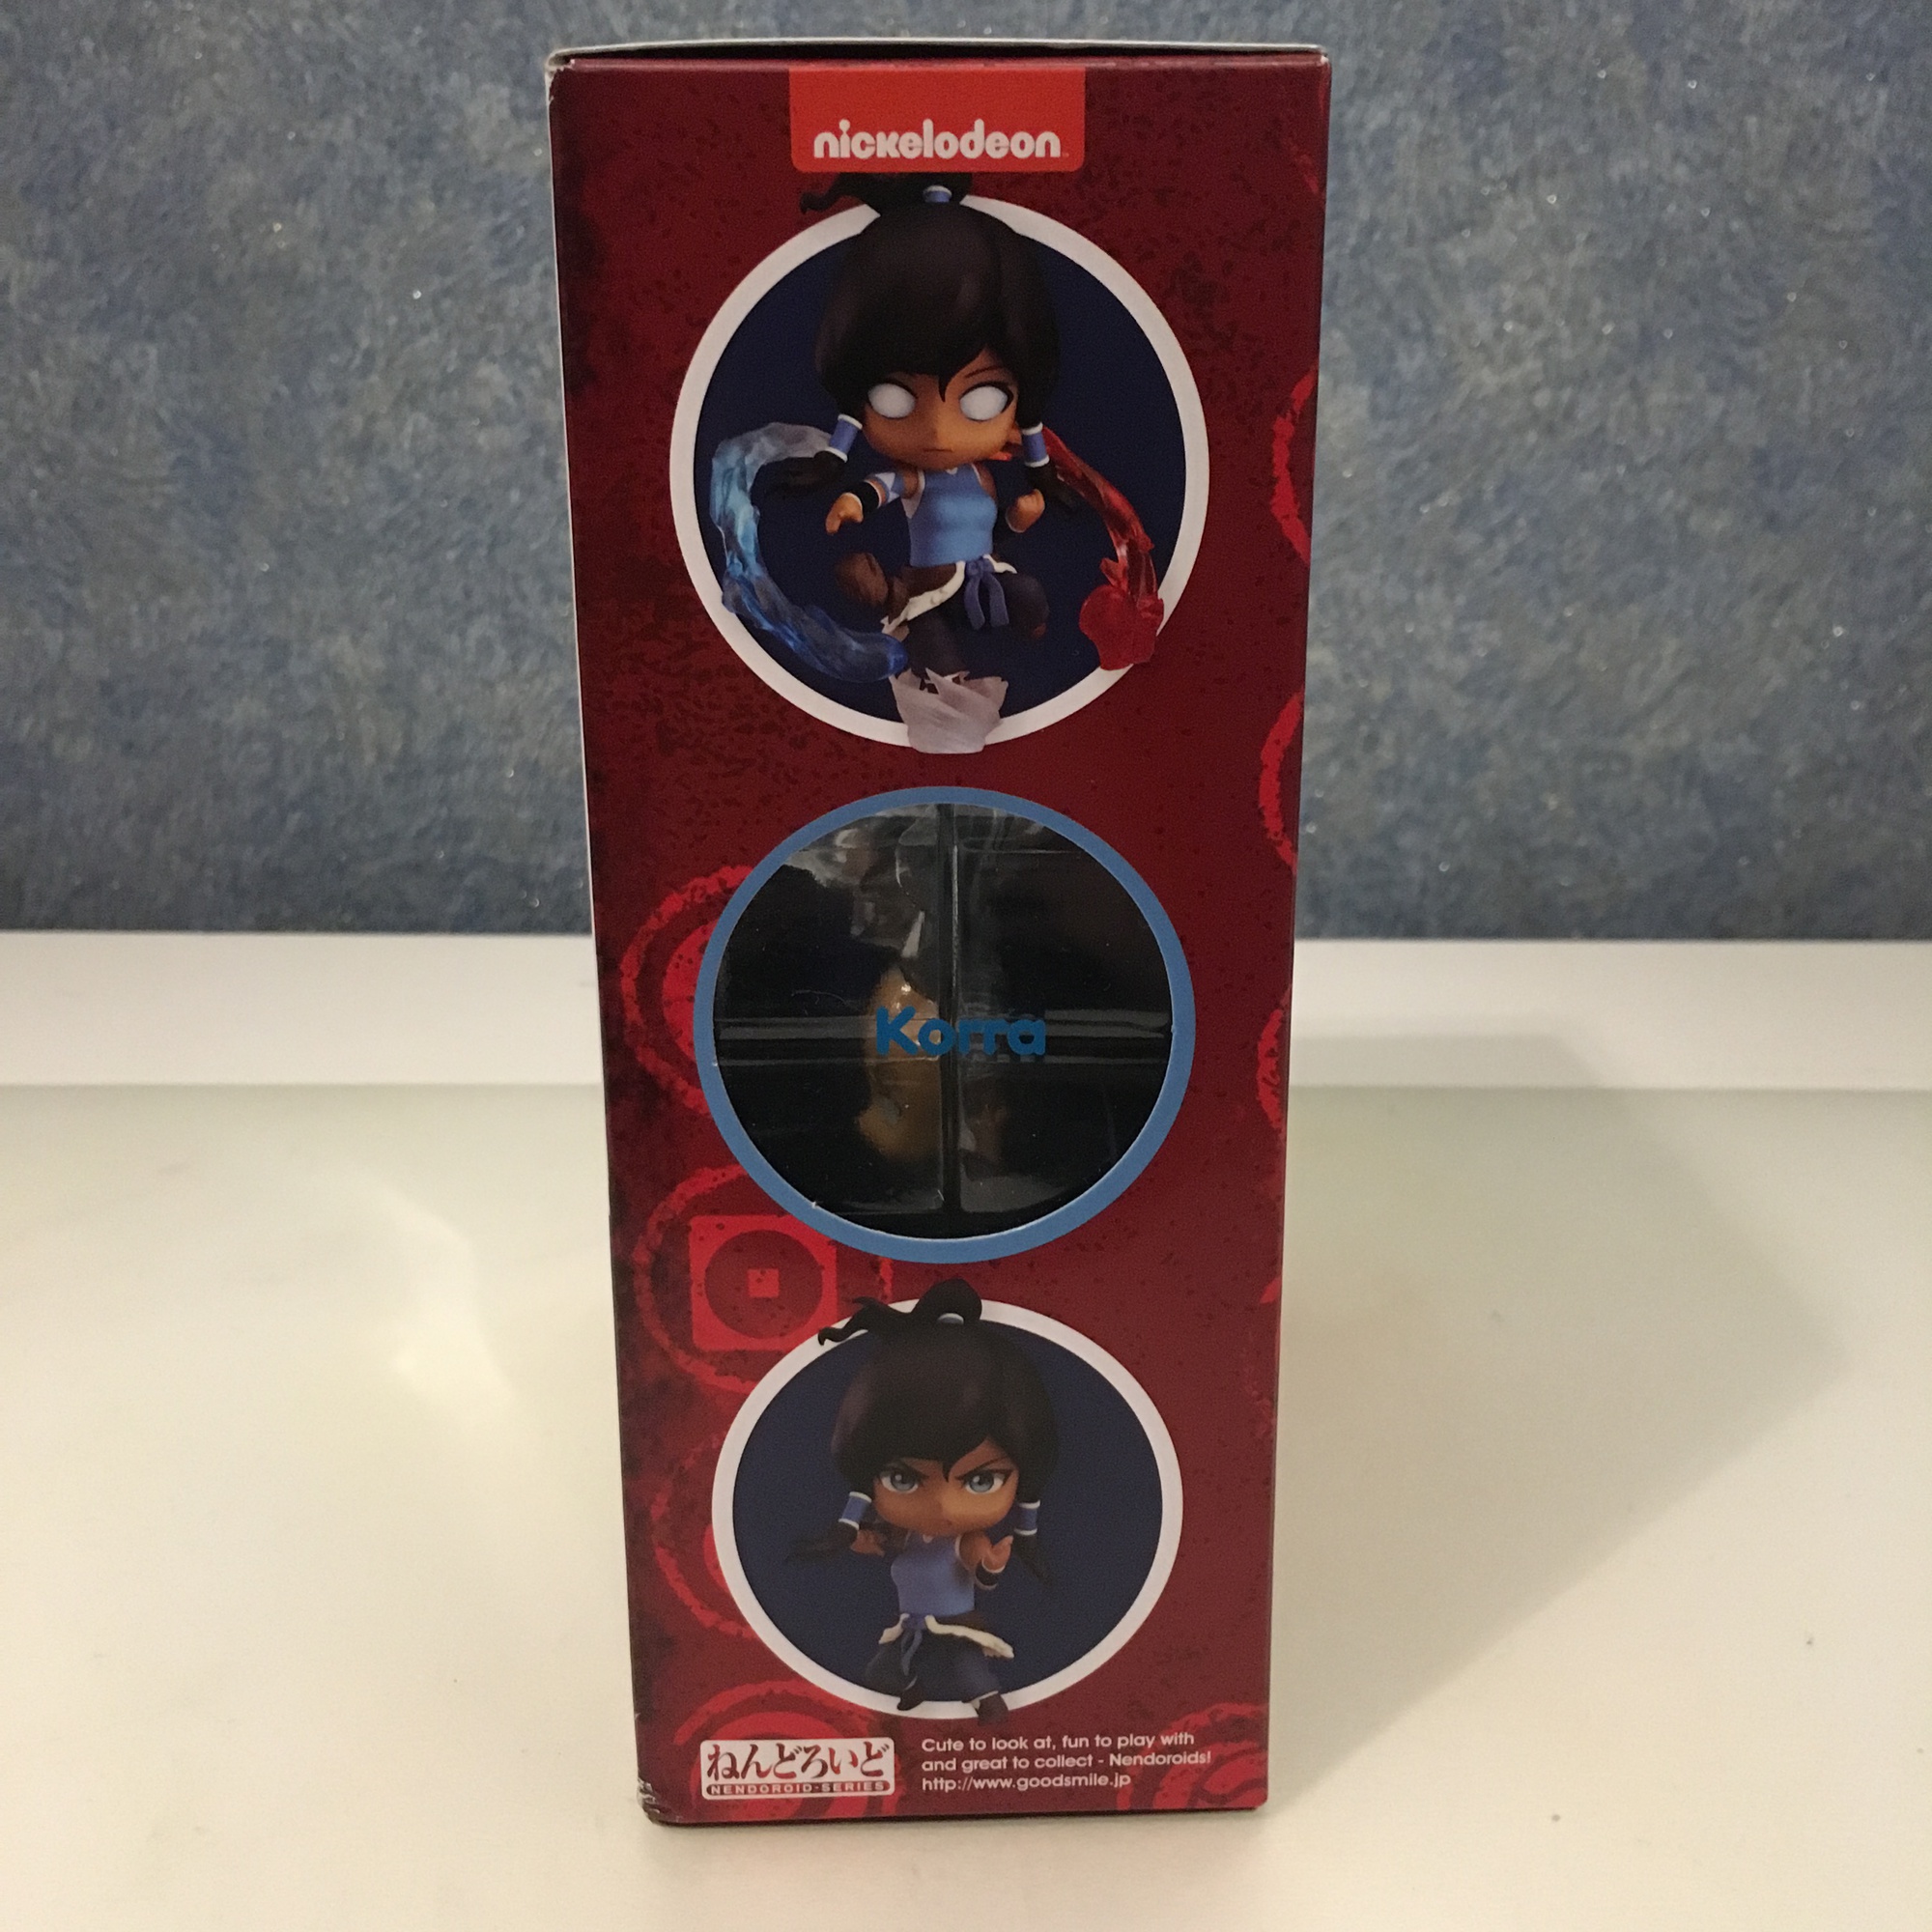 nickelodeon
Korra
ねんどろいど
NENDOROID-SERIES
Cute to look at, fun to play with
and great to collect - Nendoroids!
http://www.goodsmile.jp